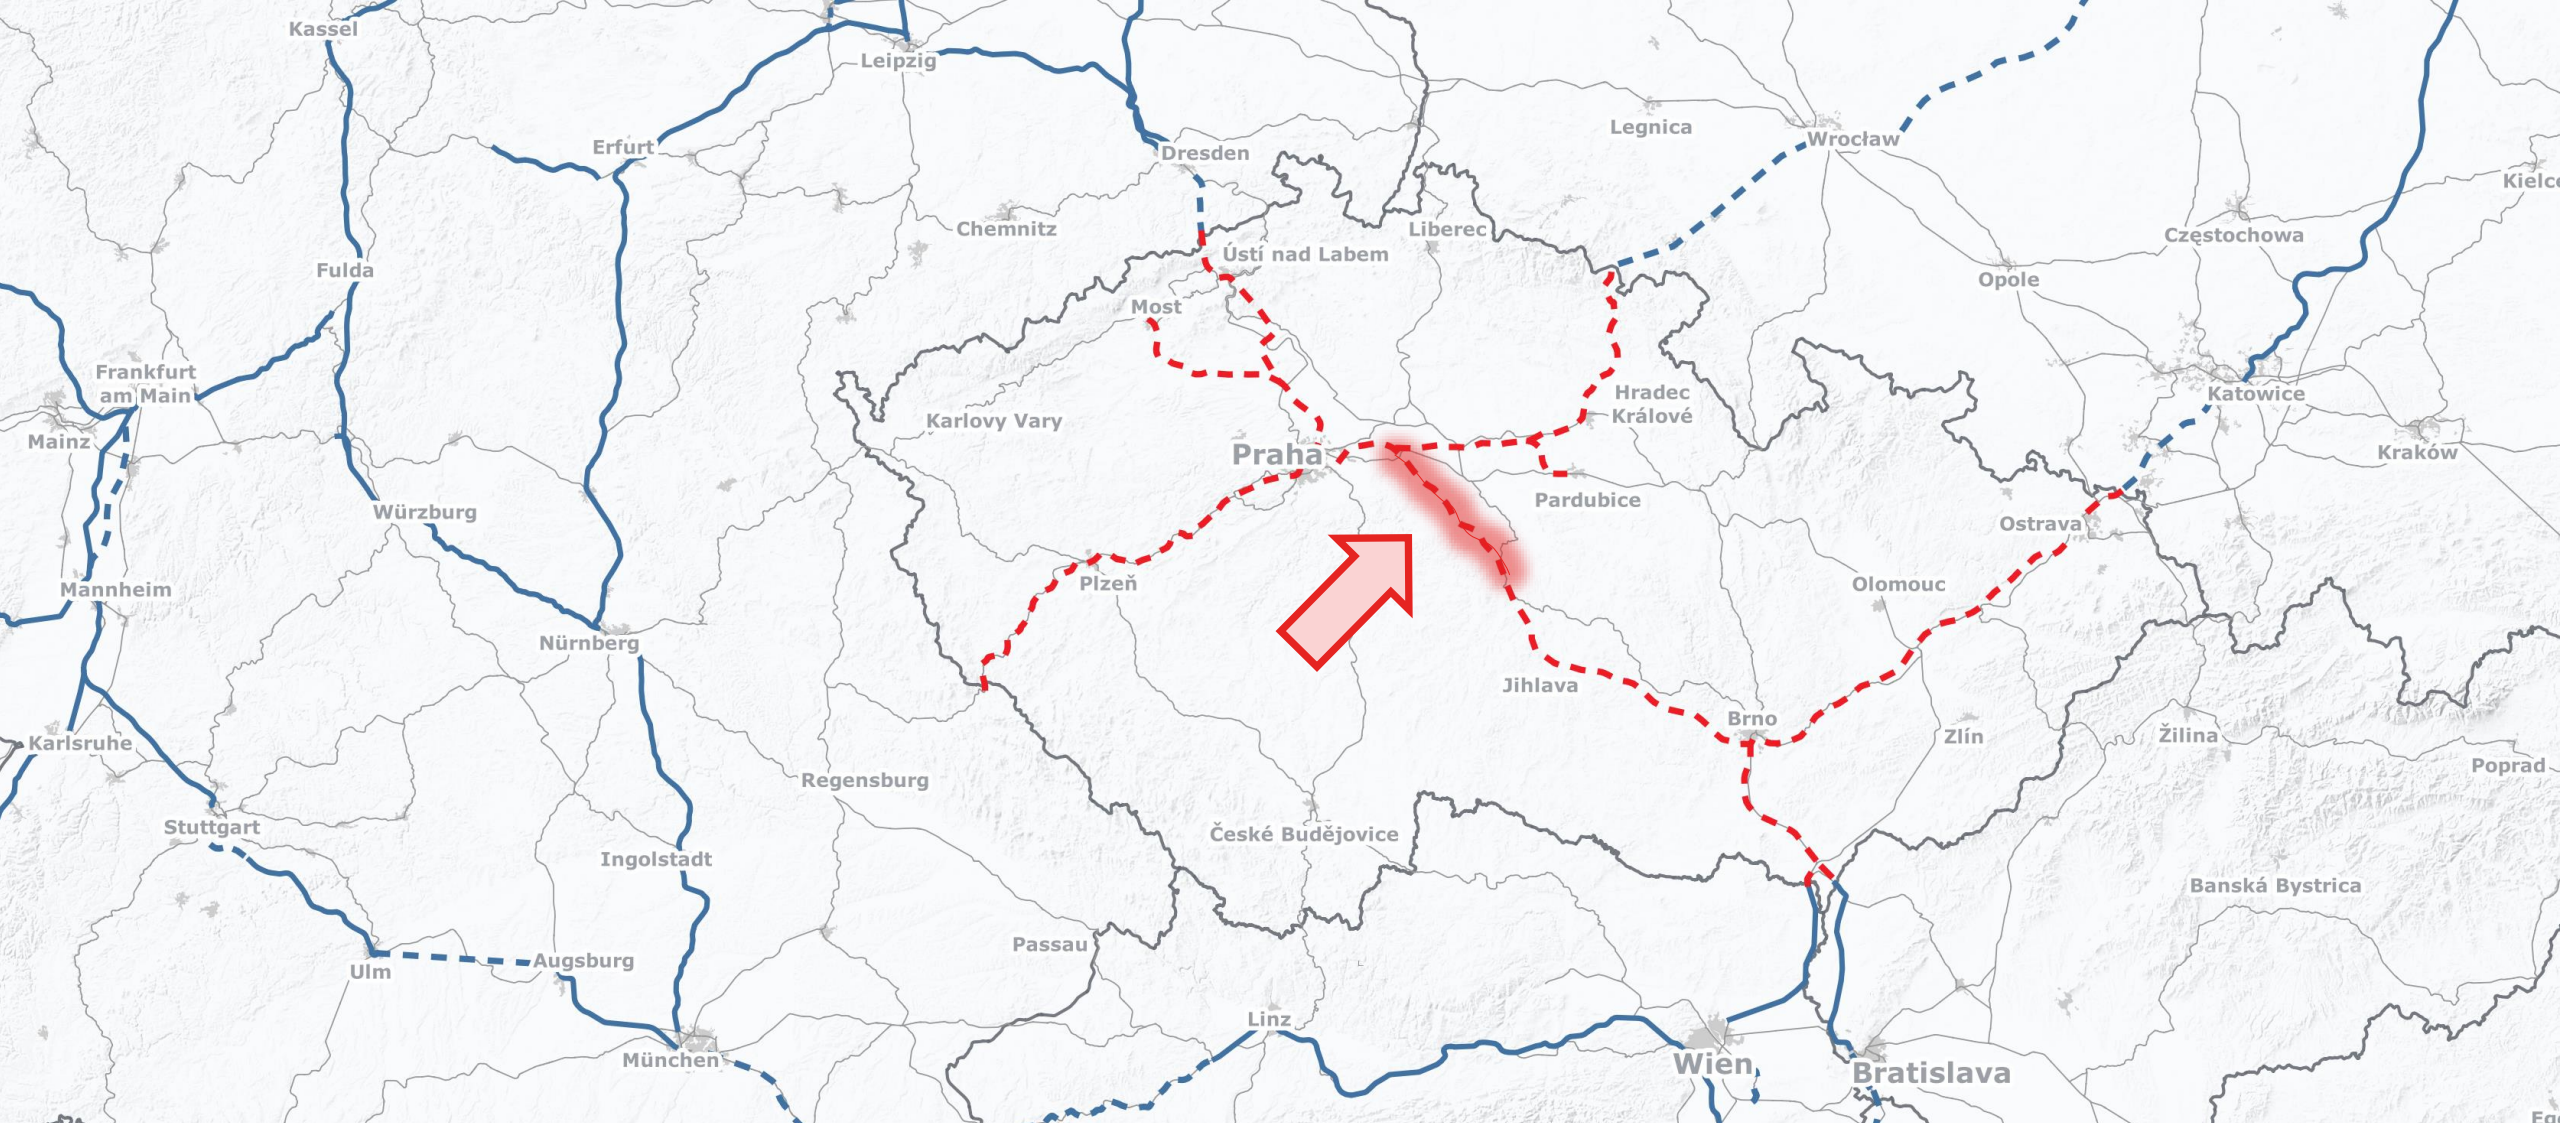 Kassel
Leipzig
Erfurt
Dresden
Legnica
Wrocław
Kielce
Chemnitz
Liberec
Częstochowa
Ústí nad Labem
Fulda
Opole
Most
Frankfurt
am Main
Hradec
Králové
Katowice
Karlovy Vary
Mainz
Praha
Kraków
Pardubice
Würzburg
Ostrava
Plzeň
Olomouc
Mannheim
Nürnberg
Jihlava
Brno
Zlín
Žilina
Karlsruhe
Poprad
Regensburg
Stuttgart
České Budějovice
Ingolstadt
Banská Bystrica
Passau
Augsburg
Ulm
Linz
München
Wien
Bratislava